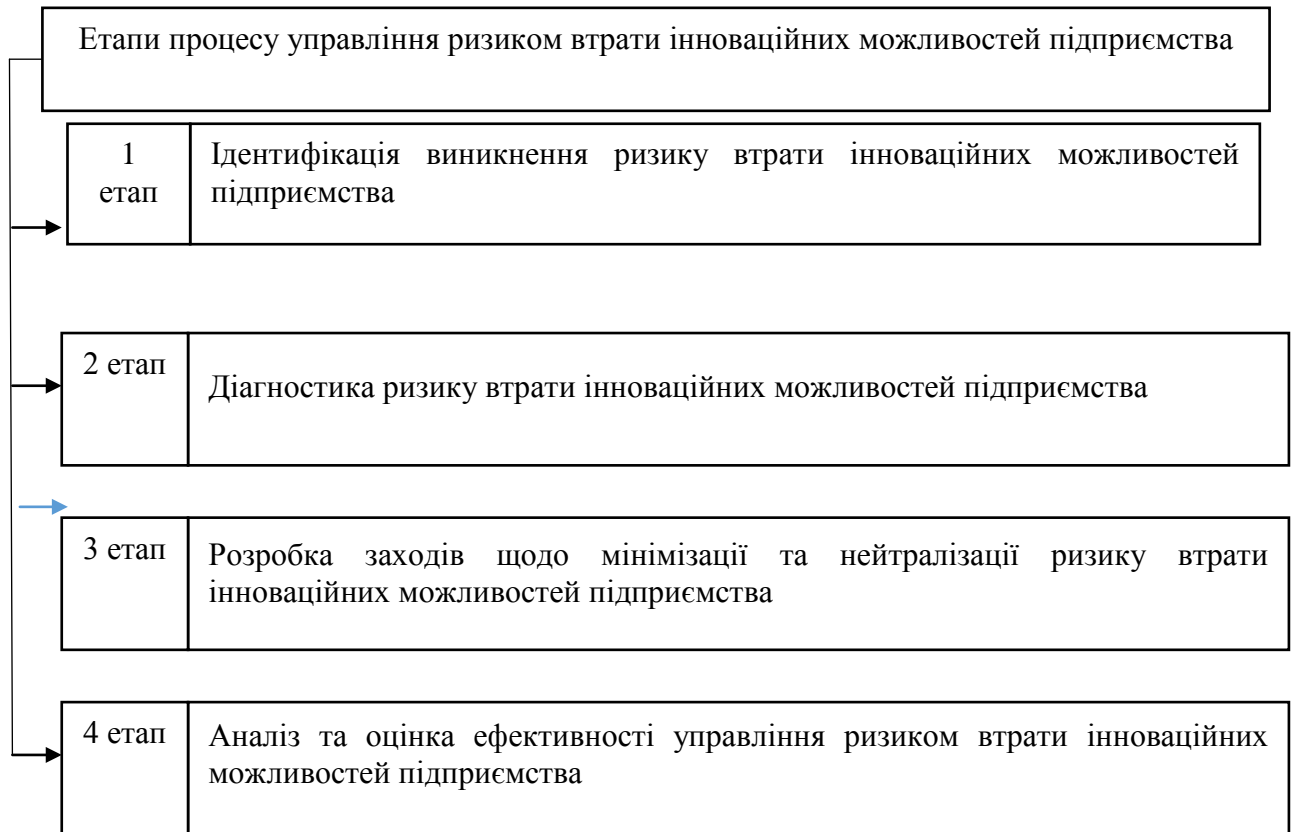 Етапи процесу управління ризиком втрати інноваційних можливостей підприємства
1
етап
Ідентифікація виникнення ризику втрати інноваційних можливостей
підприємства
2 етап
Діагностика ризику втрати інноваційних можливостей підприємства
3 етап
Розробка заходів щодо мінімізації та нейтралізації ризику втрати
інноваційних можливостей підприємства
4 етап
Аналіз та оцінка ефективності управління ризиком втрати інноваційних
можливостей підприємства